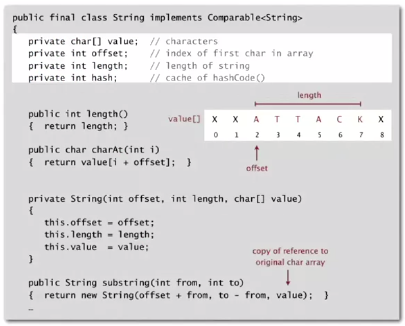 public final class String implements Comparable<String>
{
private char[] value; // characters
private int offset; // index of first char in array
private int length; // length of string
private int hash; // cache of hashCode()
length
public int length()
{ return length; }
value[] X X A T T A C K X
0 1 2 3 4 5 6 7 8
public char charAt(int i)
{ return value[i + offset]; }
offset
private String(int offset, int length, char[] value)
{
this.offset = offset;
this.length = length;
this.value = value;
}
copy of reference to
original char array
public String substring(int from, int to)
{ return new String(offset + from, to - from, value); }
…